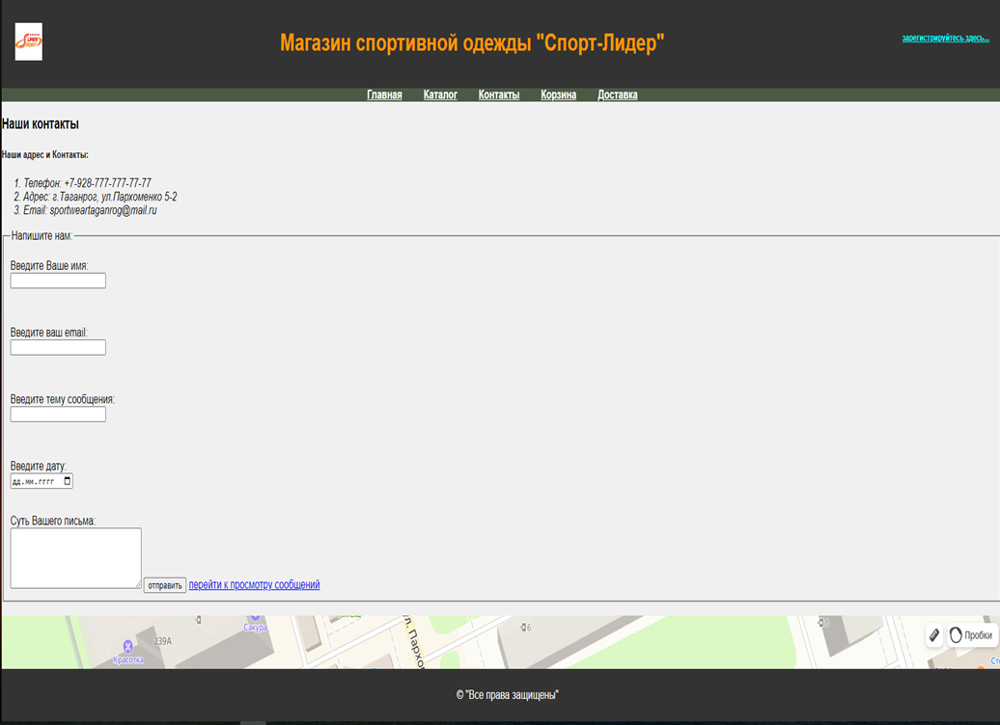 SUPER
SPORT
Магазин спортивной одежды "Спорт-Лидер"
зарегистрируйтесь здесь...
Главная Каталог Контакты Корзина Доставка
Наши контакты
Наши адрес и Контакты:
1. Телефон: +7-928-777-777-77-77
2. Адрес: г.Таганрог, ул.Пархоменко 5-2
3. Email: sportweartaganrog@mail.ru
Напишите нам:
Введите Ваше имя:
Введите ваш email:
Введите тему сообщения:
Введите дату:
дд.мм.гггг
Суть Вашего письма:
отправить перейти к просмотру сообщений
Сакура
239А
Красотка
6
8
Пробки
© "Все права защищены"